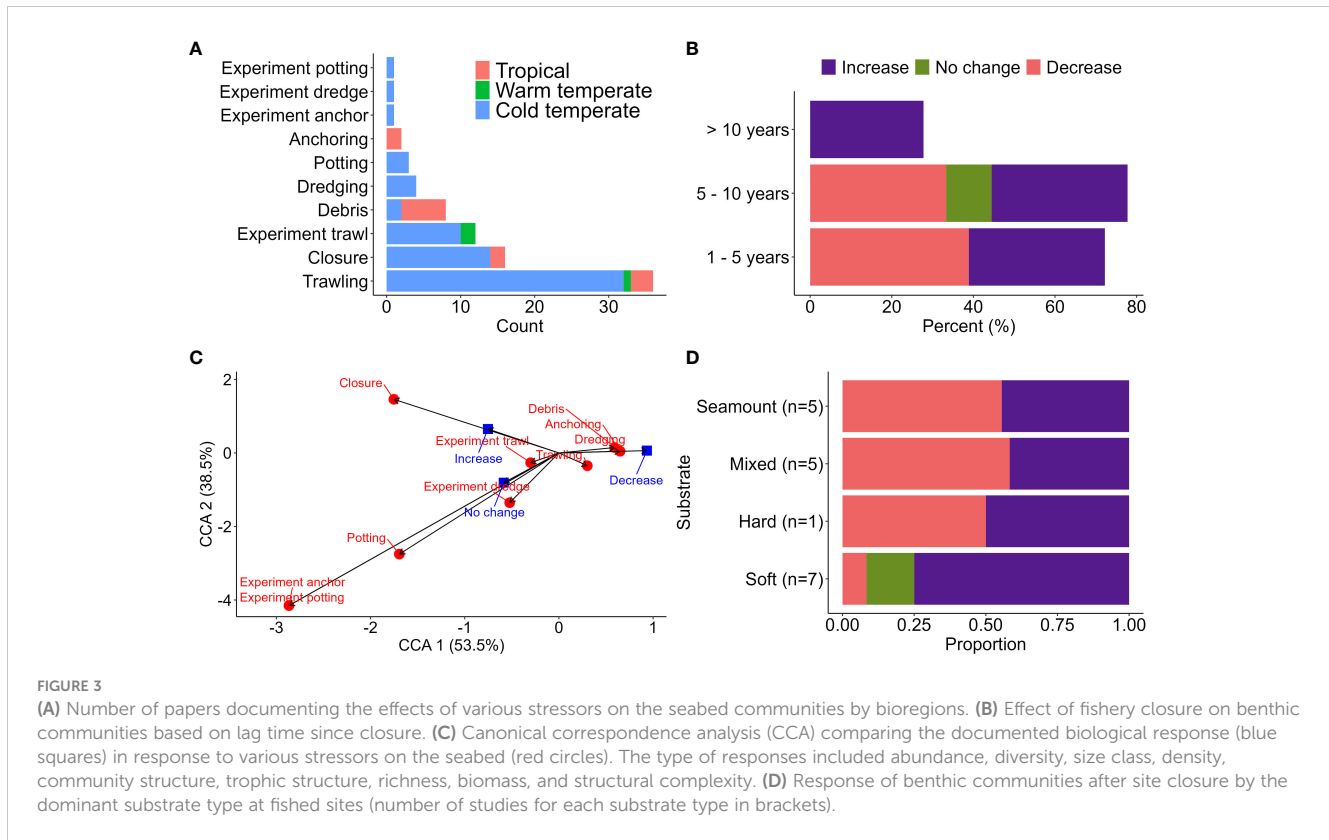 A
Experiment potting
Experiment dredge
Experiment anchor
Anchoring
Potting
Dredging
Debris
Experiment trawl
Closure
Trawling
Tropical
Warm temperate
Cold temperate
0 10 20 30
Count
B
Increase No change Decrease
> 10 years
5 - 10 years
1 - 5 years
0 20 40 60 80
Percent (%)
C
CCA 2 (38.5%)
2
0
-2
-4
Closure
Debris
Anchoring
Dredging
Experiment trawl
Trawling
Increase
Decrease
Experiment dredge
No change
Potting
Experiment anchor
Experiment potting
-3 -2 -1 0 1
CCA 1 (53.5%)
D
Substrate
Seamount (n=5)
Mixed (n=5)
Hard (n=1)
Soft (n=7)
0.00 0.25 0.50 0.75 1.00
Proportion
FIGURE 3
(A) Number of papers documenting the effects of various stressors on the seabed communities by bioregions. (B) Effect of fishery closure on benthic
communities based on lag time since closure. (C) Canonical correspondence analysis (CCA) comparing the documented biological response (blue
squares) in response to various stressors on the seabed (red circles). The type of responses included abundance, diversity, size class, density,
community structure, trophic structure, richness, biomass, and structural complexity. (D) Response of benthic communities after site closure by the
dominant substrate type at fished sites (number of studies for each substrate type in brackets).